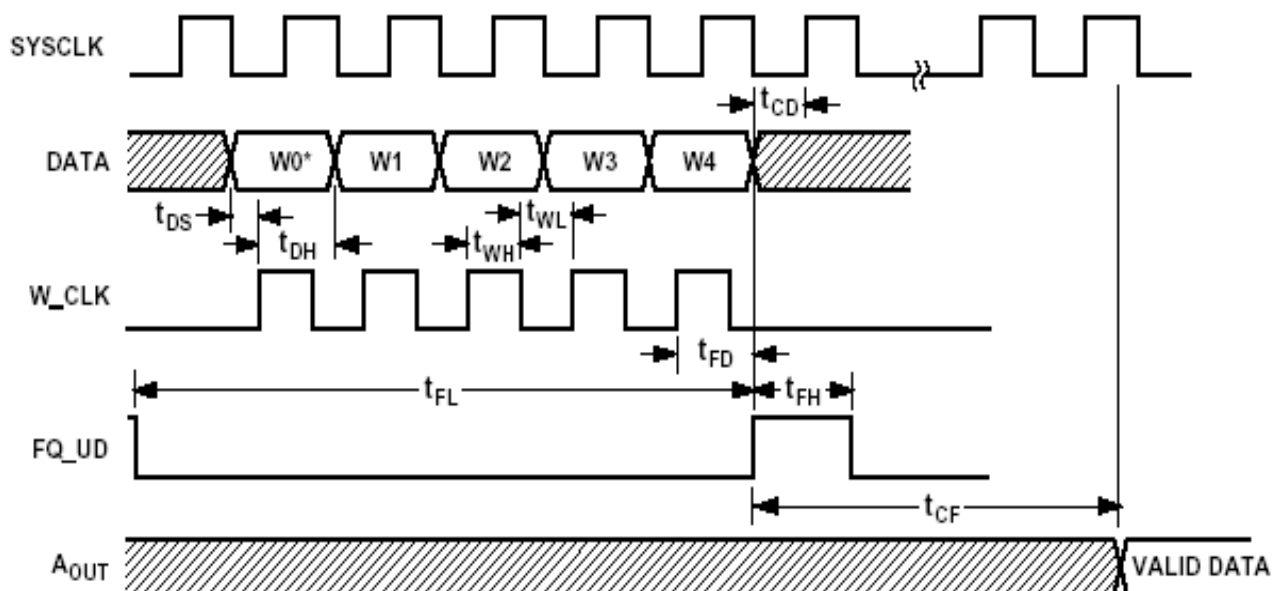 SYSCLK
tCD
DATA W0* W1 W2 W3 W4
tDS tWL
tDH tWH
W_CLK
tFD
tFL tFH
FQ_UD
tCF
AOUT VALID DATA